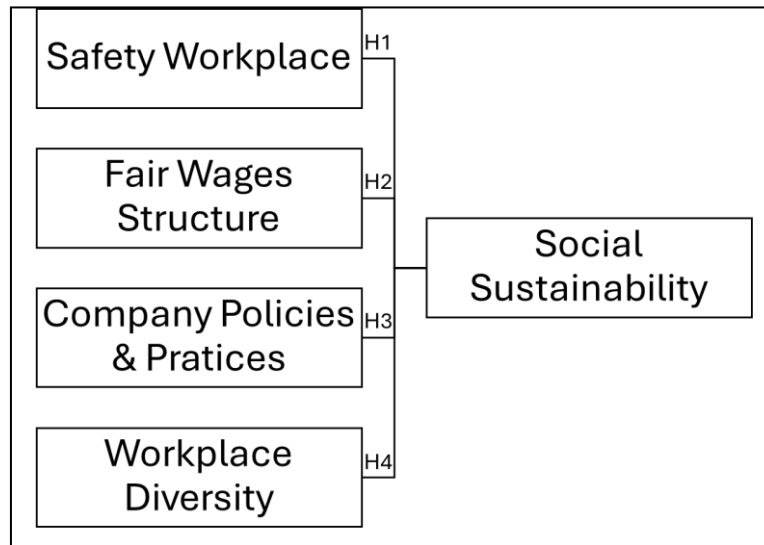 Safety Workplace
H1
Fair Wages
Structure
H2
Company Policies
& Pratices
H3
Workplace
Diversity
H4
Social
Sustainability